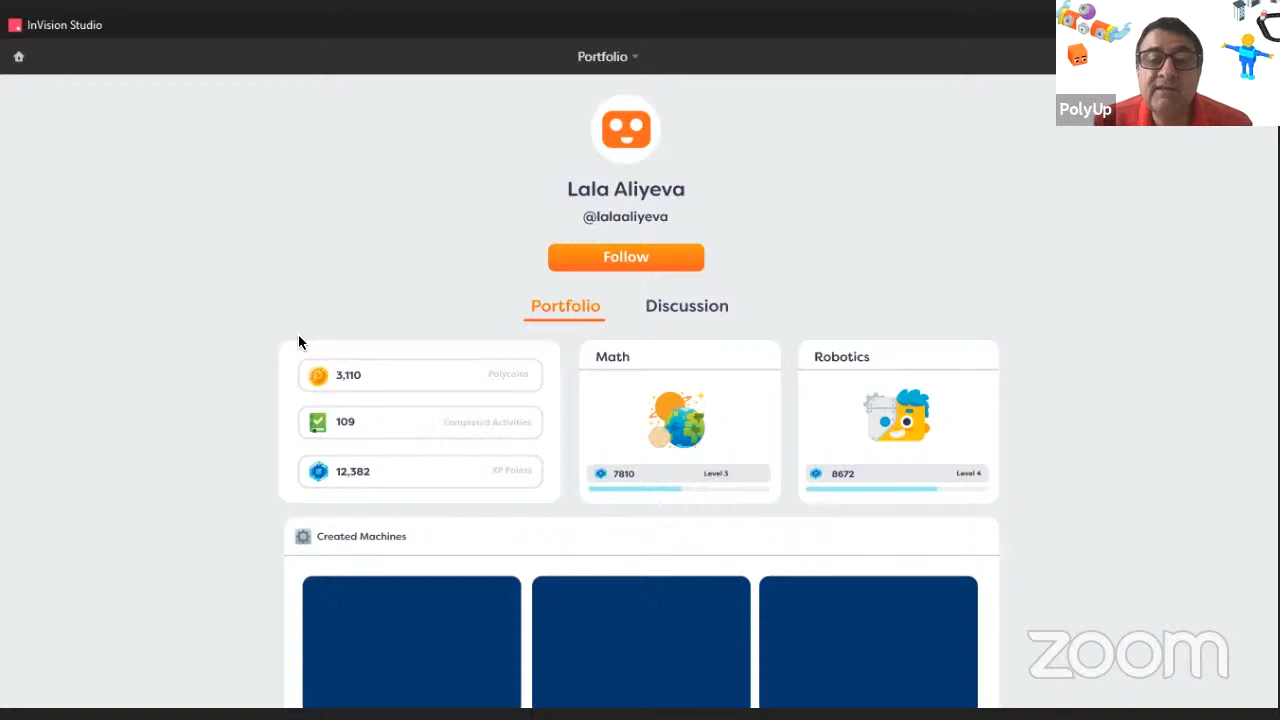 InVision Studio
Portfolio
PolyUp
Lala Aliyeva
@lalaaliyeva
Follow
Portfolio
Discussion
3,110
Polycoins
109
Completed Activities
12,382
XP Points
Math
7810
Level 3
Robotics
8672
Level 4
Created Machines
zoom